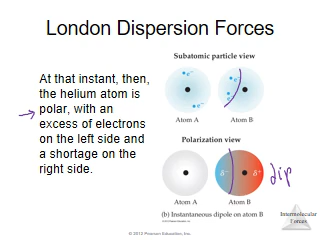 London Dispersion Forces
Subatomic particle view
At that instant, then,
the helium atom is
polar, with an
excess of electrons
on the left side and
a shortage on the
right side.
e⁻
e⁻
e⁻
e⁻
Atom A
Atom B
Polarization view
δ⁻
δ⁺
dip
Atom A
Atom B
(b) Instantaneous dipole on atom B
Intermolecular
Forces
© 2012 Pearson Education, Inc.